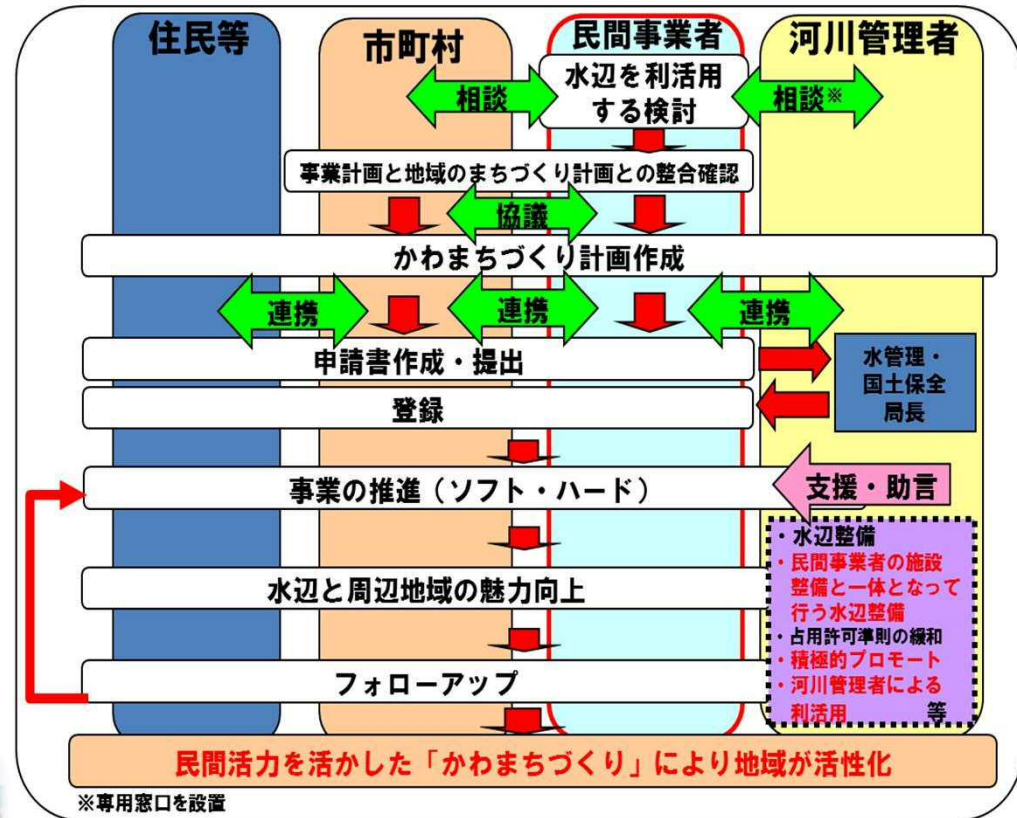 住民等
市町村
民間事業者
河川管理者
相談
水辺を利活用
する検討
相談※
事業計画と地域のまちづくり計画との整合確認
協議
かわまちづくり計画作成
連携
連携
連携
申請書作成・提出
水管理・
国土保全
局長
登録
事業の推進（ソフト・ハード）
支援・助言
・水辺整備
・民間事業者の施設
整備と一体となって
行う水辺整備
・占用許可準則の緩和
・積極的プロモート
・河川管理者による
利活用 等
水辺と周辺地域の魅力向上
フォローアップ
民間活力を活かした「かわまちづくり」により地域が活性化
※専用窓口を設置